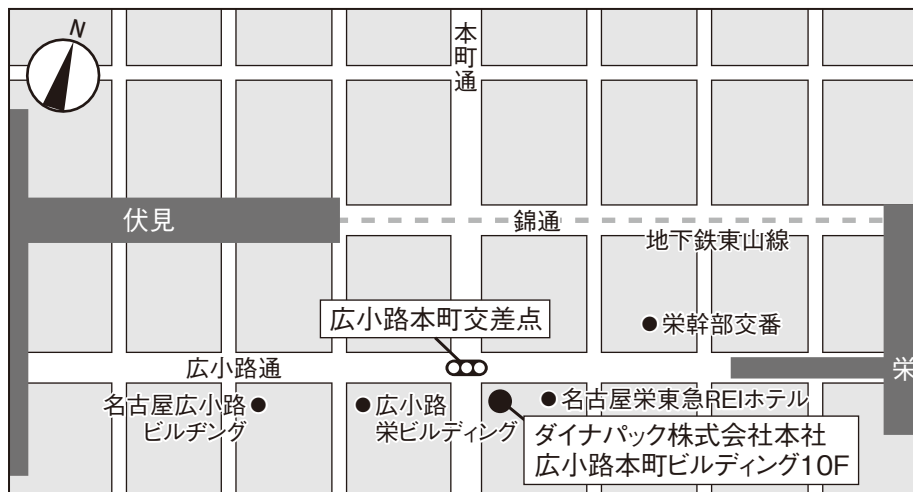 N
本町通
伏見
錦通
地下鉄東山線
広小路本町交差点
栄幹部交番
広小路通
栄
名古屋広小路
ビルヂング
広小路
栄ビルディング
名古屋栄東急REIホテル
ダイナパック株式会社本社
広小路本町ビルディング10F